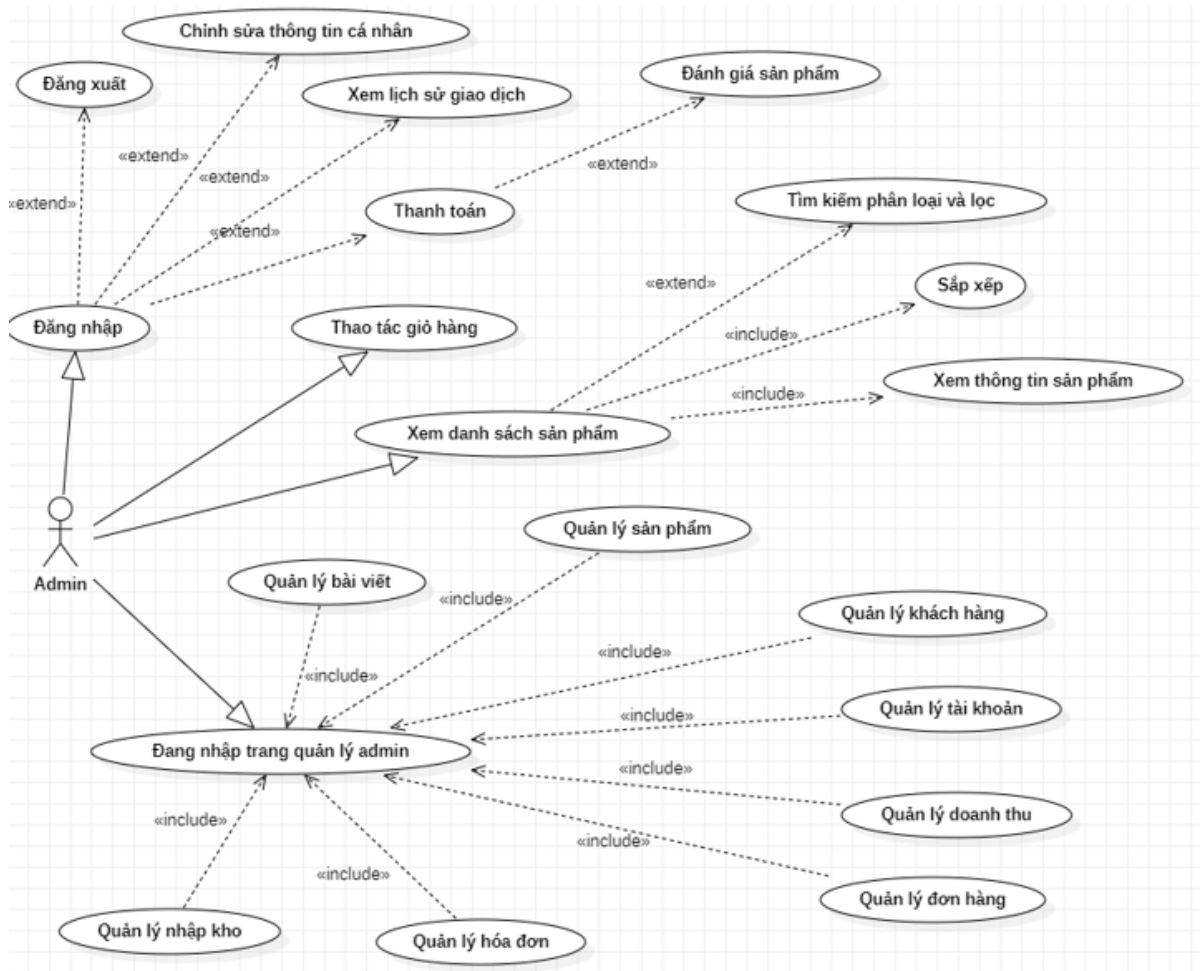 Chỉnh sửa thông tin cá nhân
Đăng xuất
Đánh giá sản phẩm
Xem lịch sử giao dịch
«extend»
«extend»
«extend»
«extend»
«extend»
Thanh toán
Tìm kiếm phân loại và lọc
«extend»
Sắp xếp
Đăng nhập
Thao tác giỏ hàng
«include»
Xem thông tin sản phẩm
«include»
Xem danh sách sản phẩm
Quản lý sản phẩm
Admin
Quản lý bài viết
«include»
Quản lý khách hàng
«include»
«include»
Quản lý tài khoản
«include»
Đang nhập trang quản lý admin
«include»
Quản lý doanh thu
«include»
«include»
«include»
Quản lý đơn hàng
Quản lý nhập kho
Quản lý hóa đơn